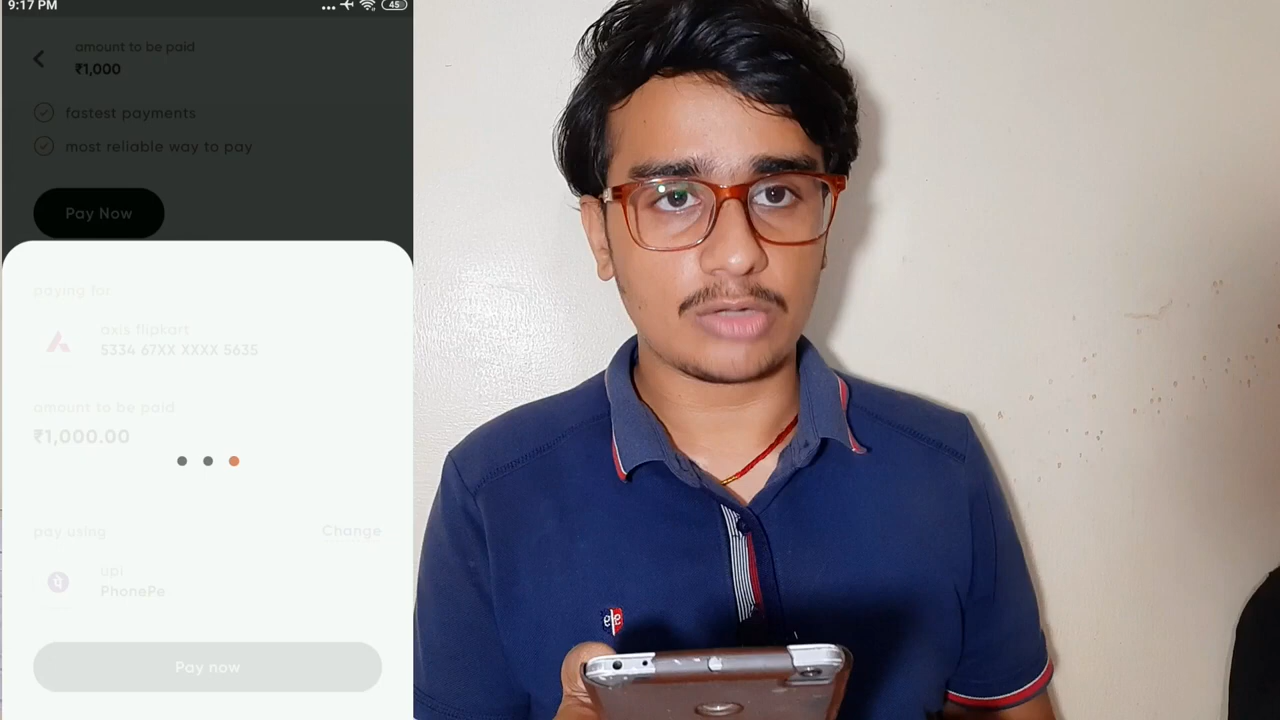 9:17 PM
45
amount to be paid
₹1,000
fastest payments
most reliable way to pay
Pay Now
paying for
axis flipkart
5334 67XX XXXX 5635
amount to be paid
₹1,000.00
pay using
Change
पे
upi
PhonePe
Pay now
ele